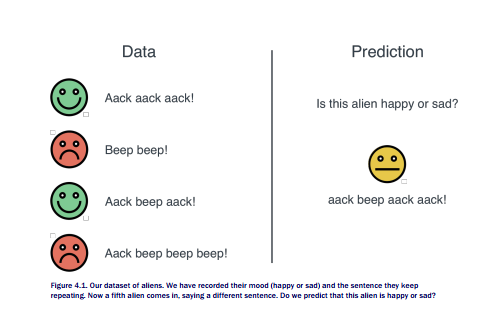 Data
Aack aack aack!
Beep beep!
Aack beep aack!
Aack beep beep beep!
Prediction
Is this alien happy or sad?
aack beep aack aack!
Figure 4.1. Our dataset of aliens. We have recorded their mood (happy or sad) and the sentence they keep
repeating. Now a fifth alien comes in, saying a different sentence. Do we predict that this alien is happy or sad?